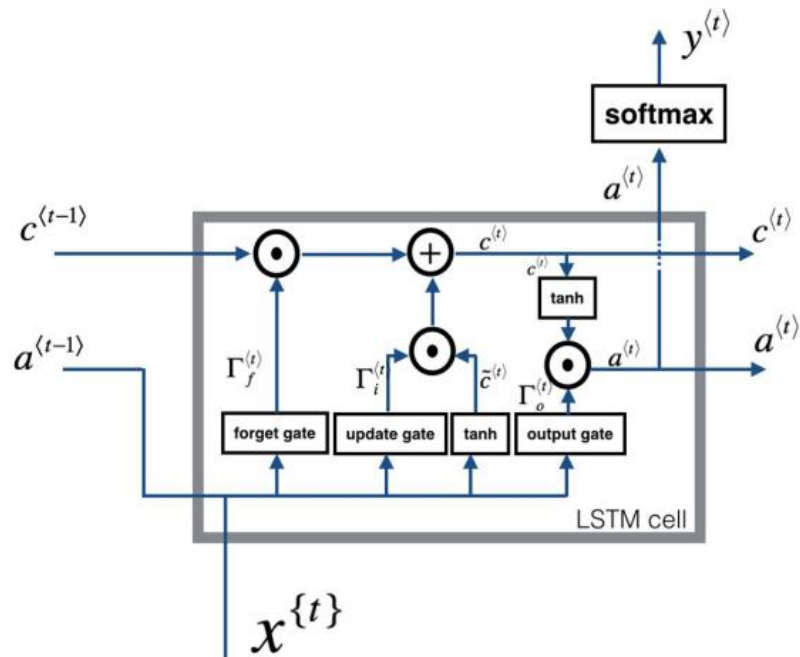 y⟨t⟩
softmax
a⟨t⟩
c⟨t−1⟩
c⟨t⟩
c⟨t⟩
c⟨t⟩
tanh
a⟨t−1⟩
Γf⟨t⟩
Γi⟨t
c̃⟨t⟩
Γo⟨t⟩
a⟨t⟩
a⟨t⟩
forget gate
update gate
tanh
output gate
LSTM cell
x{t}